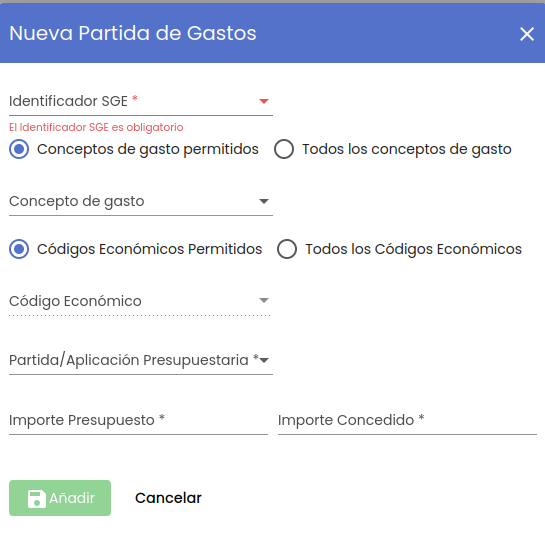 Nueva Partida de Gastos
Identificador SGE *
El Identificador SGE es obligatorio
Conceptos de gasto permitidos Todos los conceptos de gasto
Concepto de gasto
Códigos Económicos Permitidos Todos los Códigos Económicos
Código Económico
Partida/Aplicación Presupuestaria *
Importe Presupuesto * Importe Concedido *
Añadir Cancelar